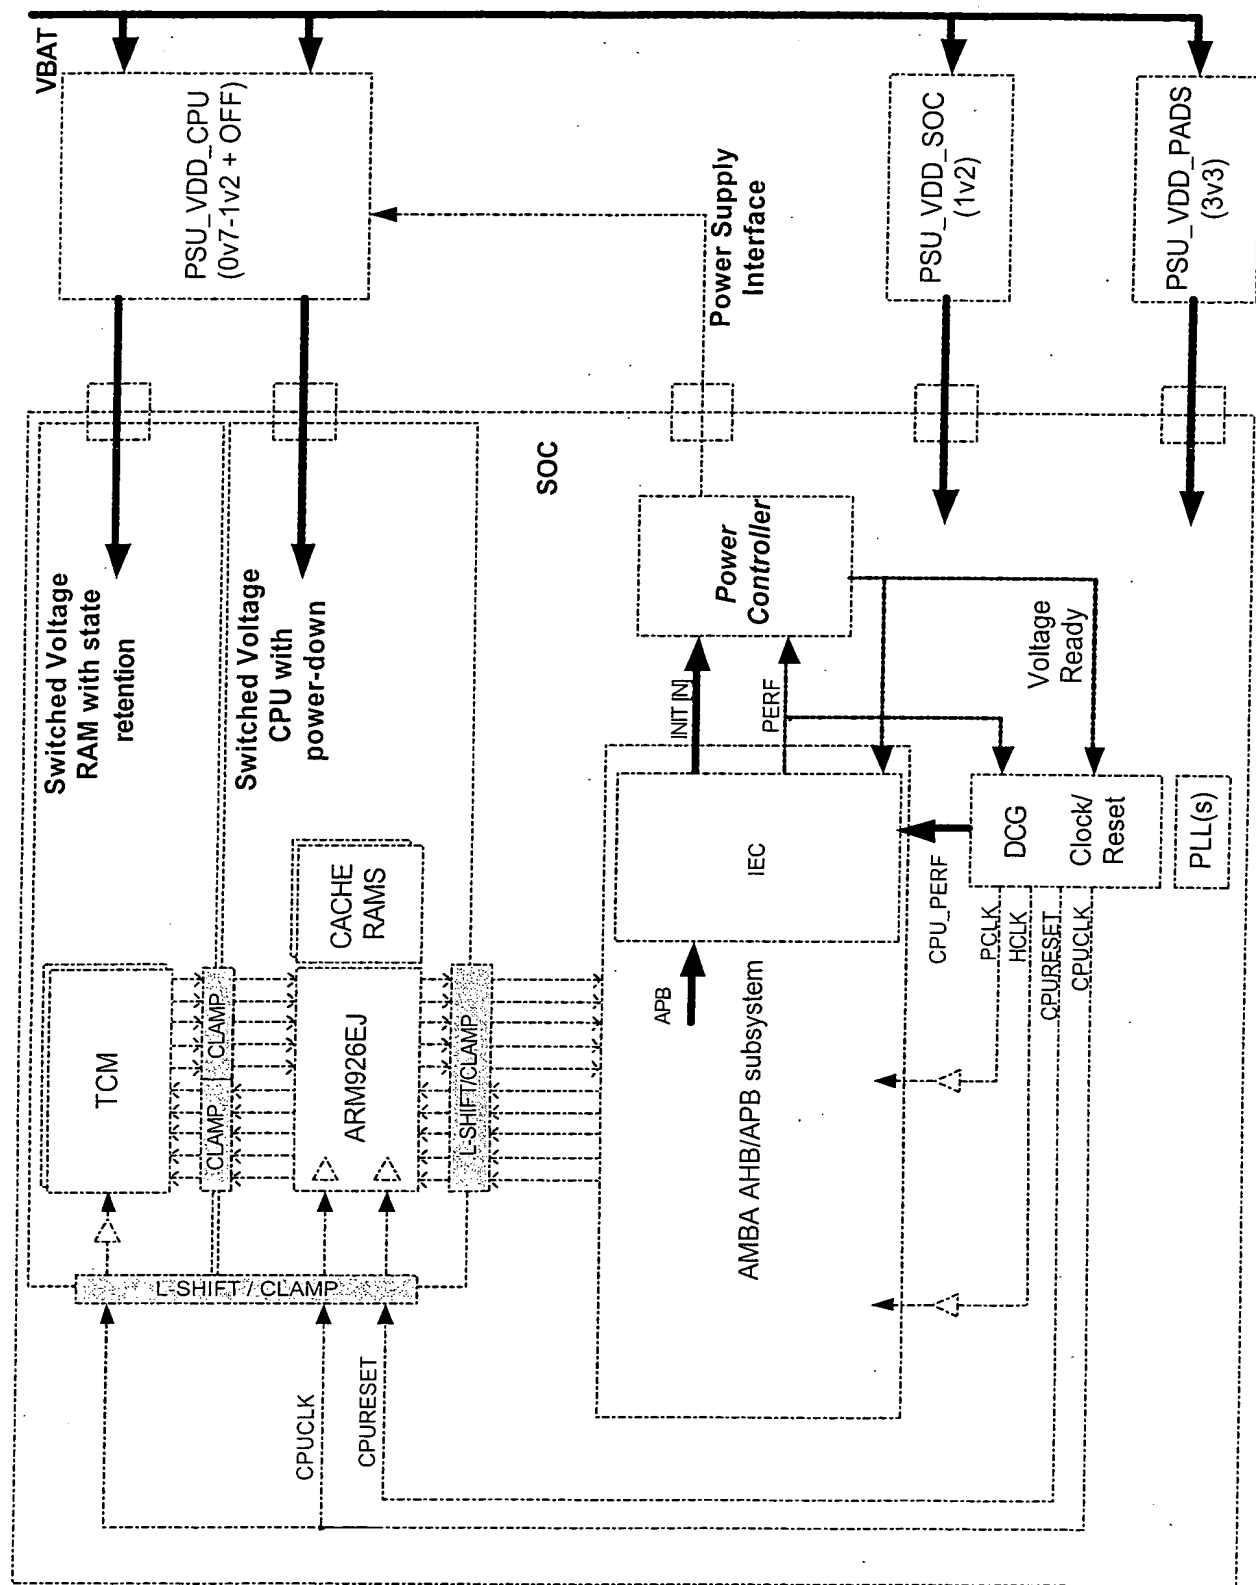 VBAT
PSU_VDD_CPU
(0v7-1v2 + OFF)
PSU_VDD_SOC
(1v2)
PSU_VDD_PADS
(3v3)
Power Supply
Interface
SOC
Switched Voltage
RAM with state
retention
Switched Voltage
CPU with
power-down
Power
Controller
INIT [N]
PERF
Voltage
Ready
TCM
CLAMP
CLAMP
ARM926EJ
CACHE
RAMS
L-SHIFT/CLAMP
L-SHIFT / CLAMP
IEC
APB
AMBA AHB/APB subsystem
CPU_PERF
DCG
Clock/
Reset
PLL(s)
PCLK
HCLK
CPURESET
CPUCLK
CPUCLK
CPURESET